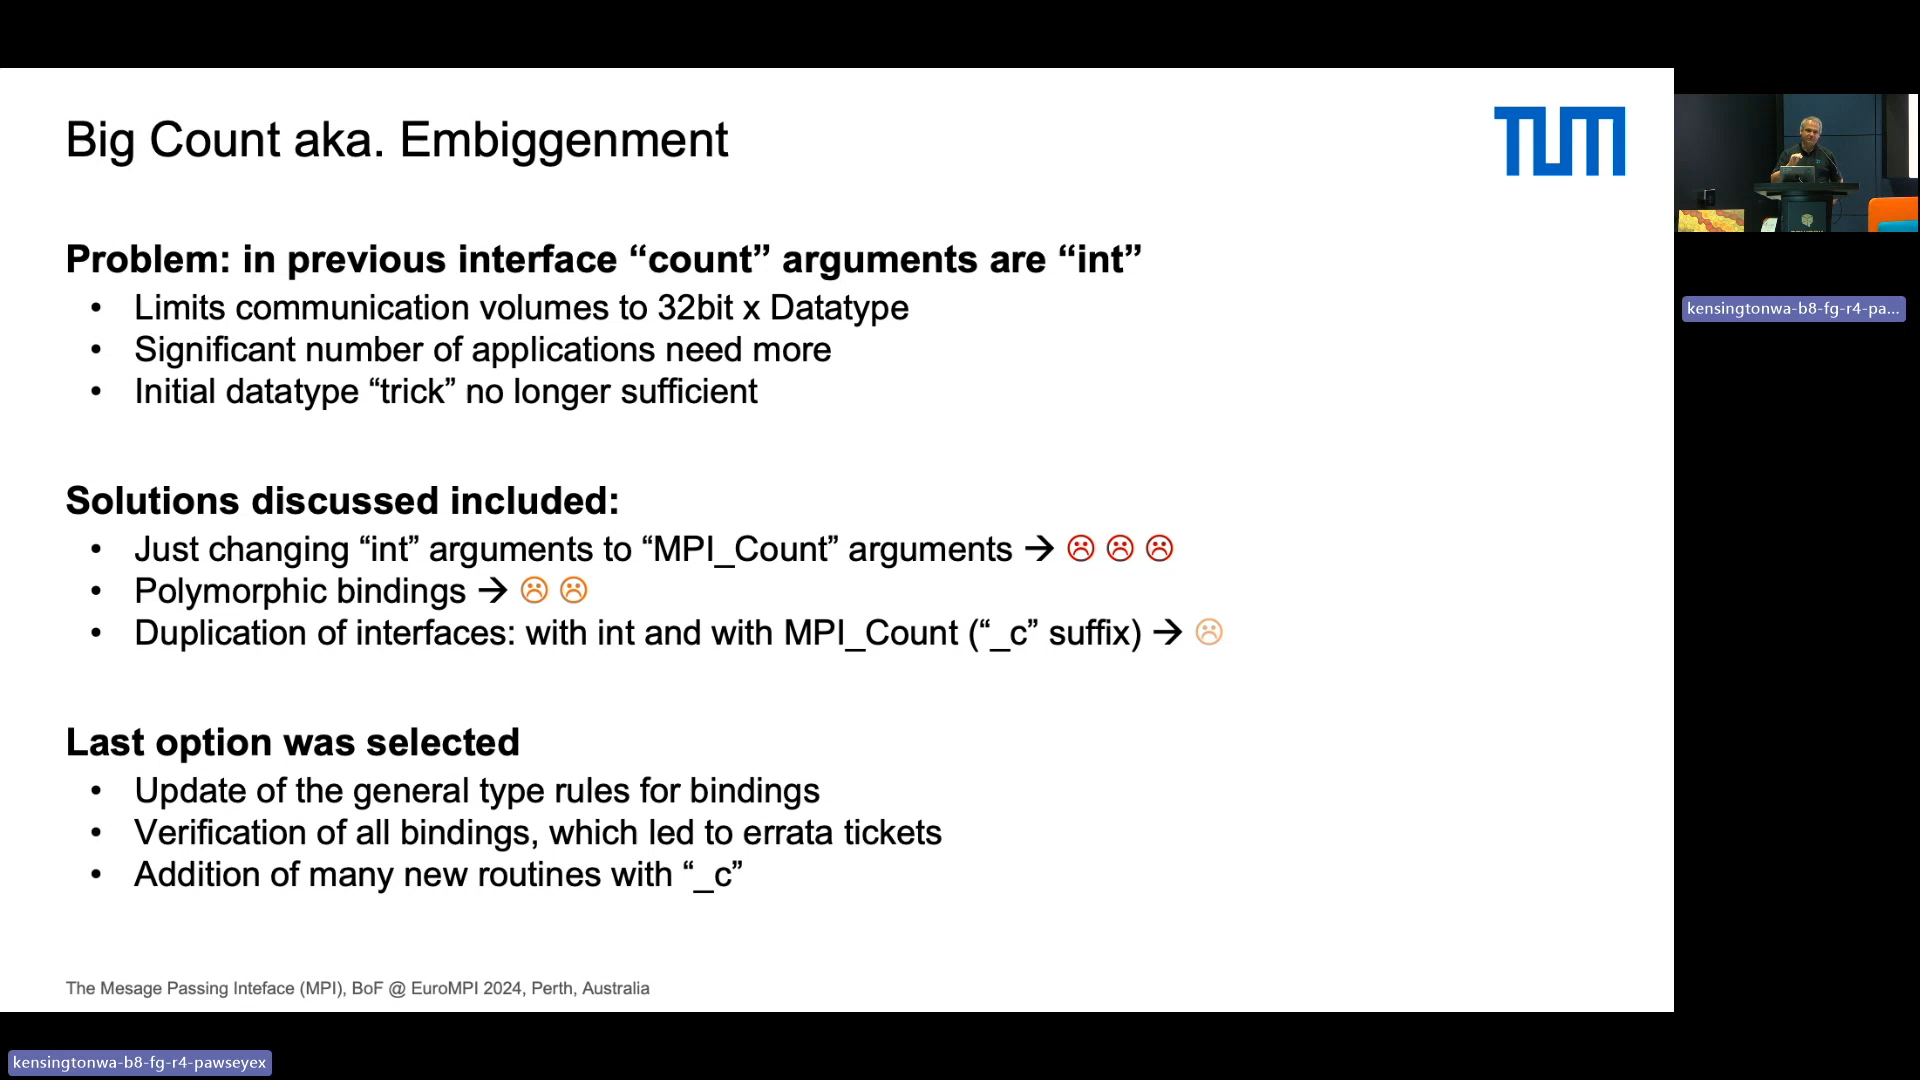 Big Count aka. Embiggenment
TUM
Problem: in previous interface “count” arguments are “int”
• Limits communication volumes to 32bit x Datatype
• Significant number of applications need more
• Initial datatype “trick” no longer sufficient
Solutions discussed included:
• Just changing “int” arguments to “MPI_Count” arguments → ☹ ☹ ☹
• Polymorphic bindings → ☹ ☹
• Duplication of interfaces: with int and with MPI_Count (“_c” suffix) → ☹
Last option was selected
• Update of the general type rules for bindings
• Verification of all bindings, which led to errata tickets
• Addition of many new routines with “_c”
The Mesage Passing Inteface (MPI), BoF @ EuroMPI 2024, Perth, Australia
kensingtonwa-b8-fg-r4-pa...
kensingtonwa-b8-fg-r4-pawseyex